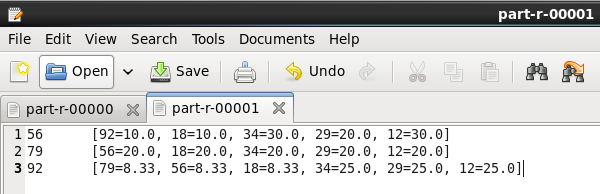 part-r-00001
File Edit View Search Tools Documents Help
Open Save Undo
part-r-00000 part-r-00001
1 56 [92=10.0, 18=10.0, 34=30.0, 29=20.0, 12=30.0]
2 79 [56=20.0, 18=20.0, 34=20.0, 29=20.0, 12=20.0]
3 92 [79=8.33, 56=8.33, 18=8.33, 34=25.0, 29=25.0, 12=25.0]